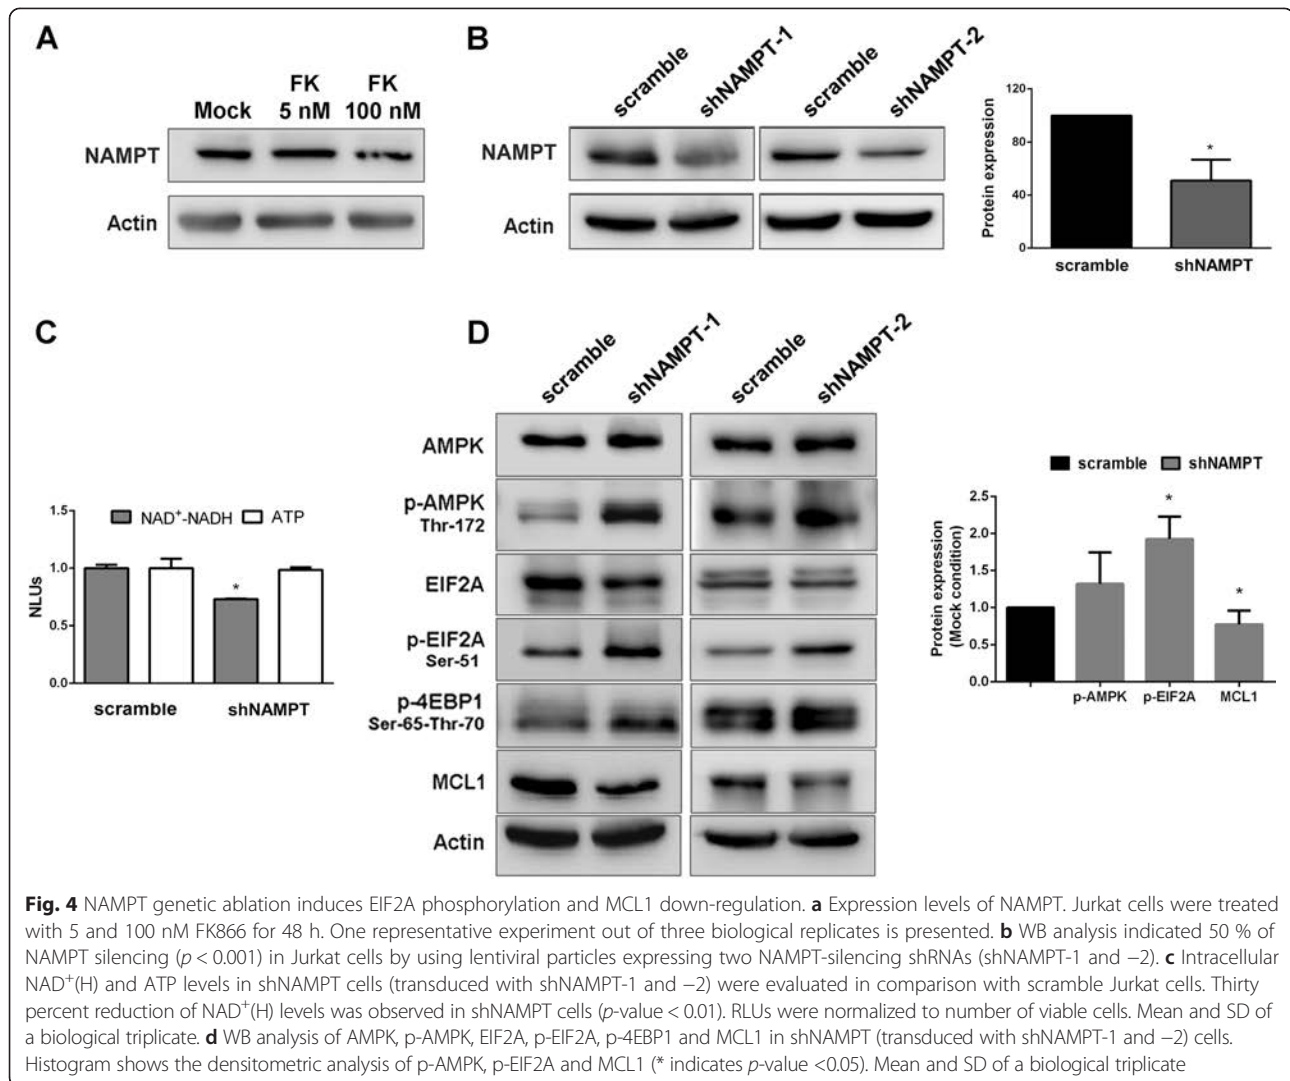 A
FK FK
Mock 5 nM 100 nM
NAMPT
Actin
B
scramble shNAMPT-1 scramble shNAMPT-2
NAMPT
Actin
Protein expression
120
80
40
0
*
scramble shNAMPT
C
NLUs
1.5
1.0
0.5
0.0
NAD+-NADH ATP
*
scramble shNAMPT
D
scramble shNAMPT-1 scramble shNAMPT-2
AMPK
p-AMPK
Thr-172
EIF2A
p-EIF2A
Ser-51
p-4EBP1
Ser-65-Thr-70
MCL1
Actin
scramble shNAMPT
Protein expression
(Mock condition)
2.5
2.0
1.5
1.0
0.5
0.0
*
*
p-AMPK p-EIF2A MCL1
Fig. 4 NAMPT genetic ablation induces EIF2A phosphorylation and MCL1 down-regulation. a Expression levels of NAMPT. Jurkat cells were treated
with 5 and 100 nM FK866 for 48 h. One representative experiment out of three biological replicates is presented. b WB analysis indicated 50 % of
NAMPT silencing (p < 0.001) in Jurkat cells by using lentiviral particles expressing two NAMPT-silencing shRNAs (shNAMPT-1 and −2). c Intracellular
NAD+(H) and ATP levels in shNAMPT cells (transduced with shNAMPT-1 and −2) were evaluated in comparison with scramble Jurkat cells. Thirty
percent reduction of NAD+(H) levels was observed in shNAMPT cells (p-value < 0.01). RLUs were normalized to number of viable cells. Mean and SD of
a biological triplicate. d WB analysis of AMPK, p-AMPK, EIF2A, p-EIF2A, p-4EBP1 and MCL1 in shNAMPT (transduced with shNAMPT-1 and −2) cells.
Histogram shows the densitometric analysis of p-AMPK, p-EIF2A and MCL1 (* indicates p-value <0.05). Mean and SD of a biological triplicate